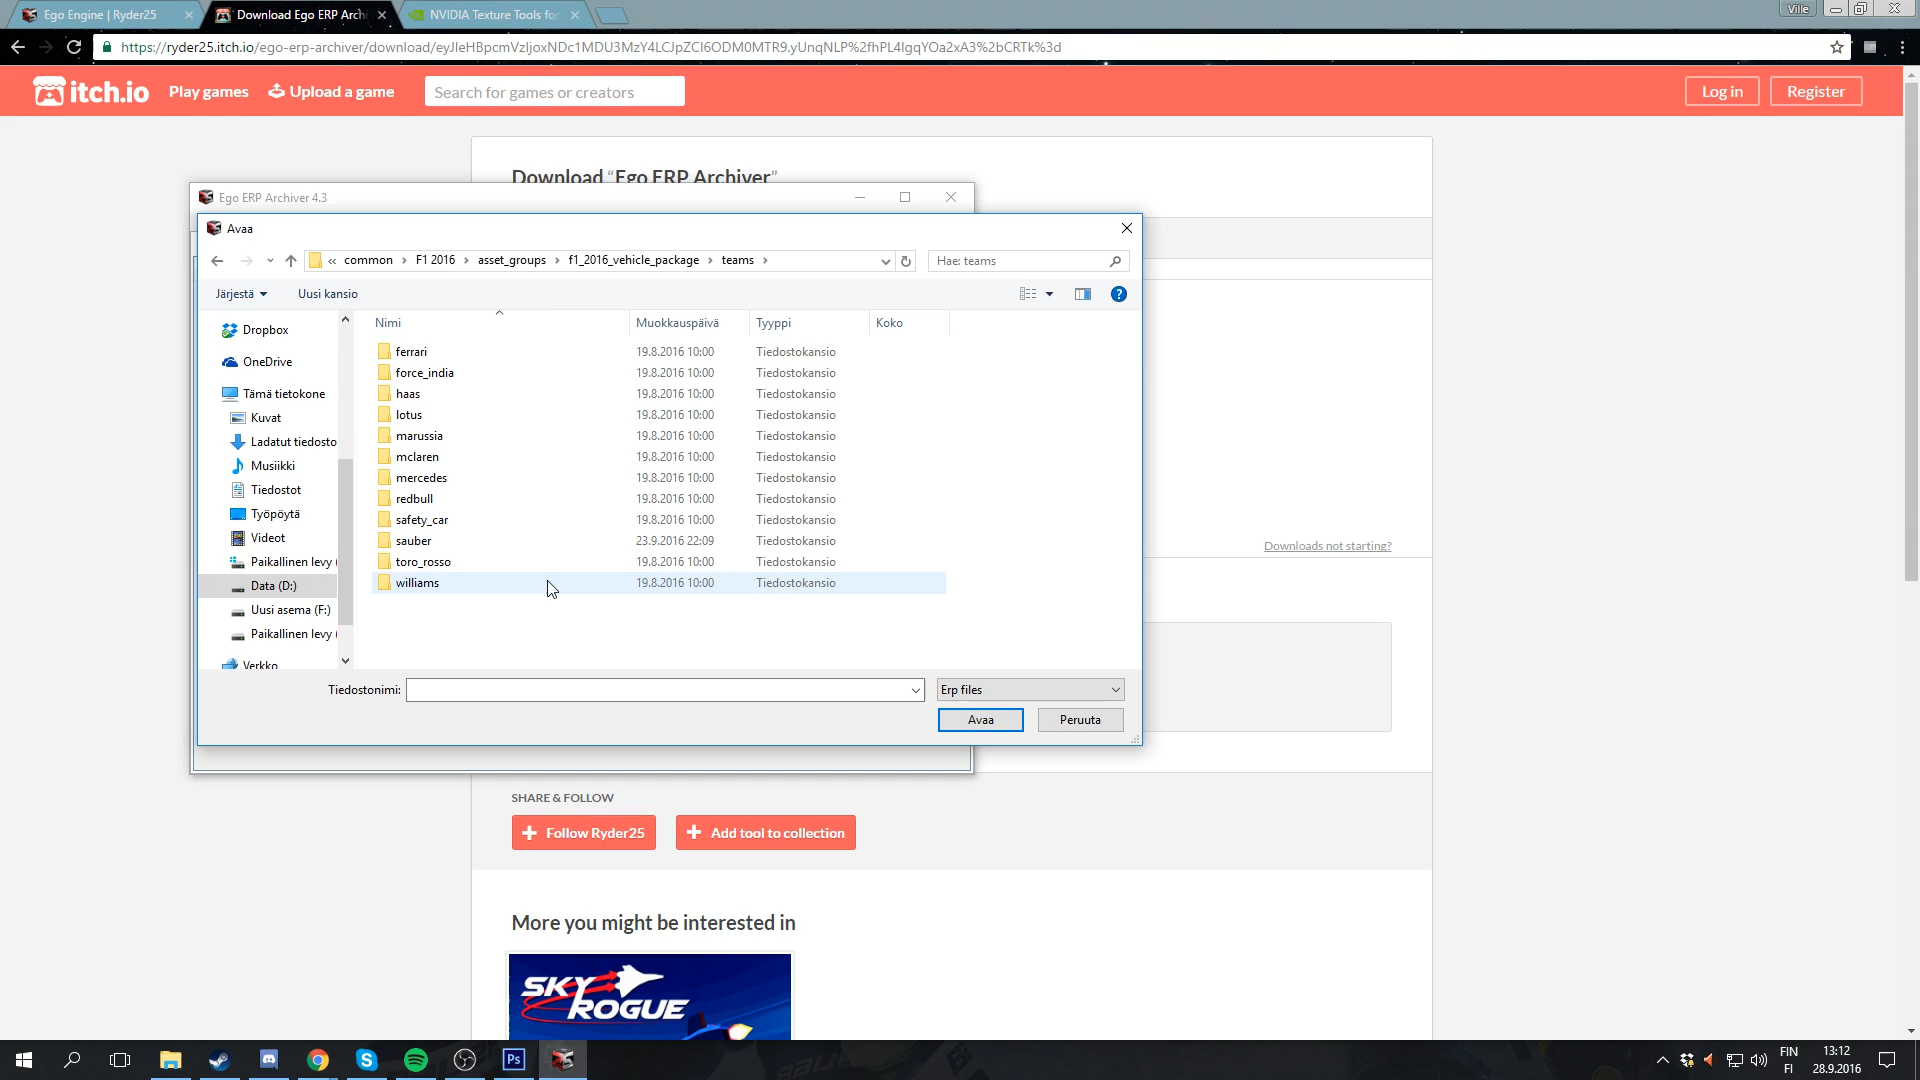 Ego Engine | Ryder25
Download Ego ERP Archi
NVIDIA Texture Tools for
Ville
https://ryder25.itch.io/ego-erp-archiver/download/eyJleHBpcmVzIjoxNDc1MDU3MzY4LCJpZCI6ODM0MTR9.yUnqNLP%2fhPL4lgqYOa2xA3%2bCRTk%3d
itch.io
Play games
Upload a game
Search for games or creators
Log in
Register
Download “Ego ERP Archiver”
Ego ERP Archiver 4.3
Avaa
« common › F1 2016 › asset_groups › f1_2016_vehicle_package › teams ›
Hae: teams
Järjestä
Uusi kansio
Nimi
Muokkauspäivä
Tyyppi
Koko
Dropbox
OneDrive
Tämä tietokone
Kuvat
Ladatut tiedosto
Musiikki
Tiedostot
Työpöytä
Videot
Paikallinen levy (
Data (D:)
Uusi asema (F:)
Paikallinen levy (
Verkko
ferrari 19.8.2016 10:00 Tiedostokansio
force_india 19.8.2016 10:00 Tiedostokansio
haas 19.8.2016 10:00 Tiedostokansio
lotus 19.8.2016 10:00 Tiedostokansio
marussia 19.8.2016 10:00 Tiedostokansio
mclaren 19.8.2016 10:00 Tiedostokansio
mercedes 19.8.2016 10:00 Tiedostokansio
redbull 19.8.2016 10:00 Tiedostokansio
safety_car 19.8.2016 10:00 Tiedostokansio
sauber 23.9.2016 22:09 Tiedostokansio
toro_rosso 19.8.2016 10:00 Tiedostokansio
williams 19.8.2016 10:00 Tiedostokansio
Tiedostonimi:
Erp files
Avaa
Peruuta
Downloads not starting?
SHARE & FOLLOW
Follow Ryder25
Add tool to collection
More you might be interested in
SKY
ROGUE
Ps
FIN
FI
13:12
28.9.2016